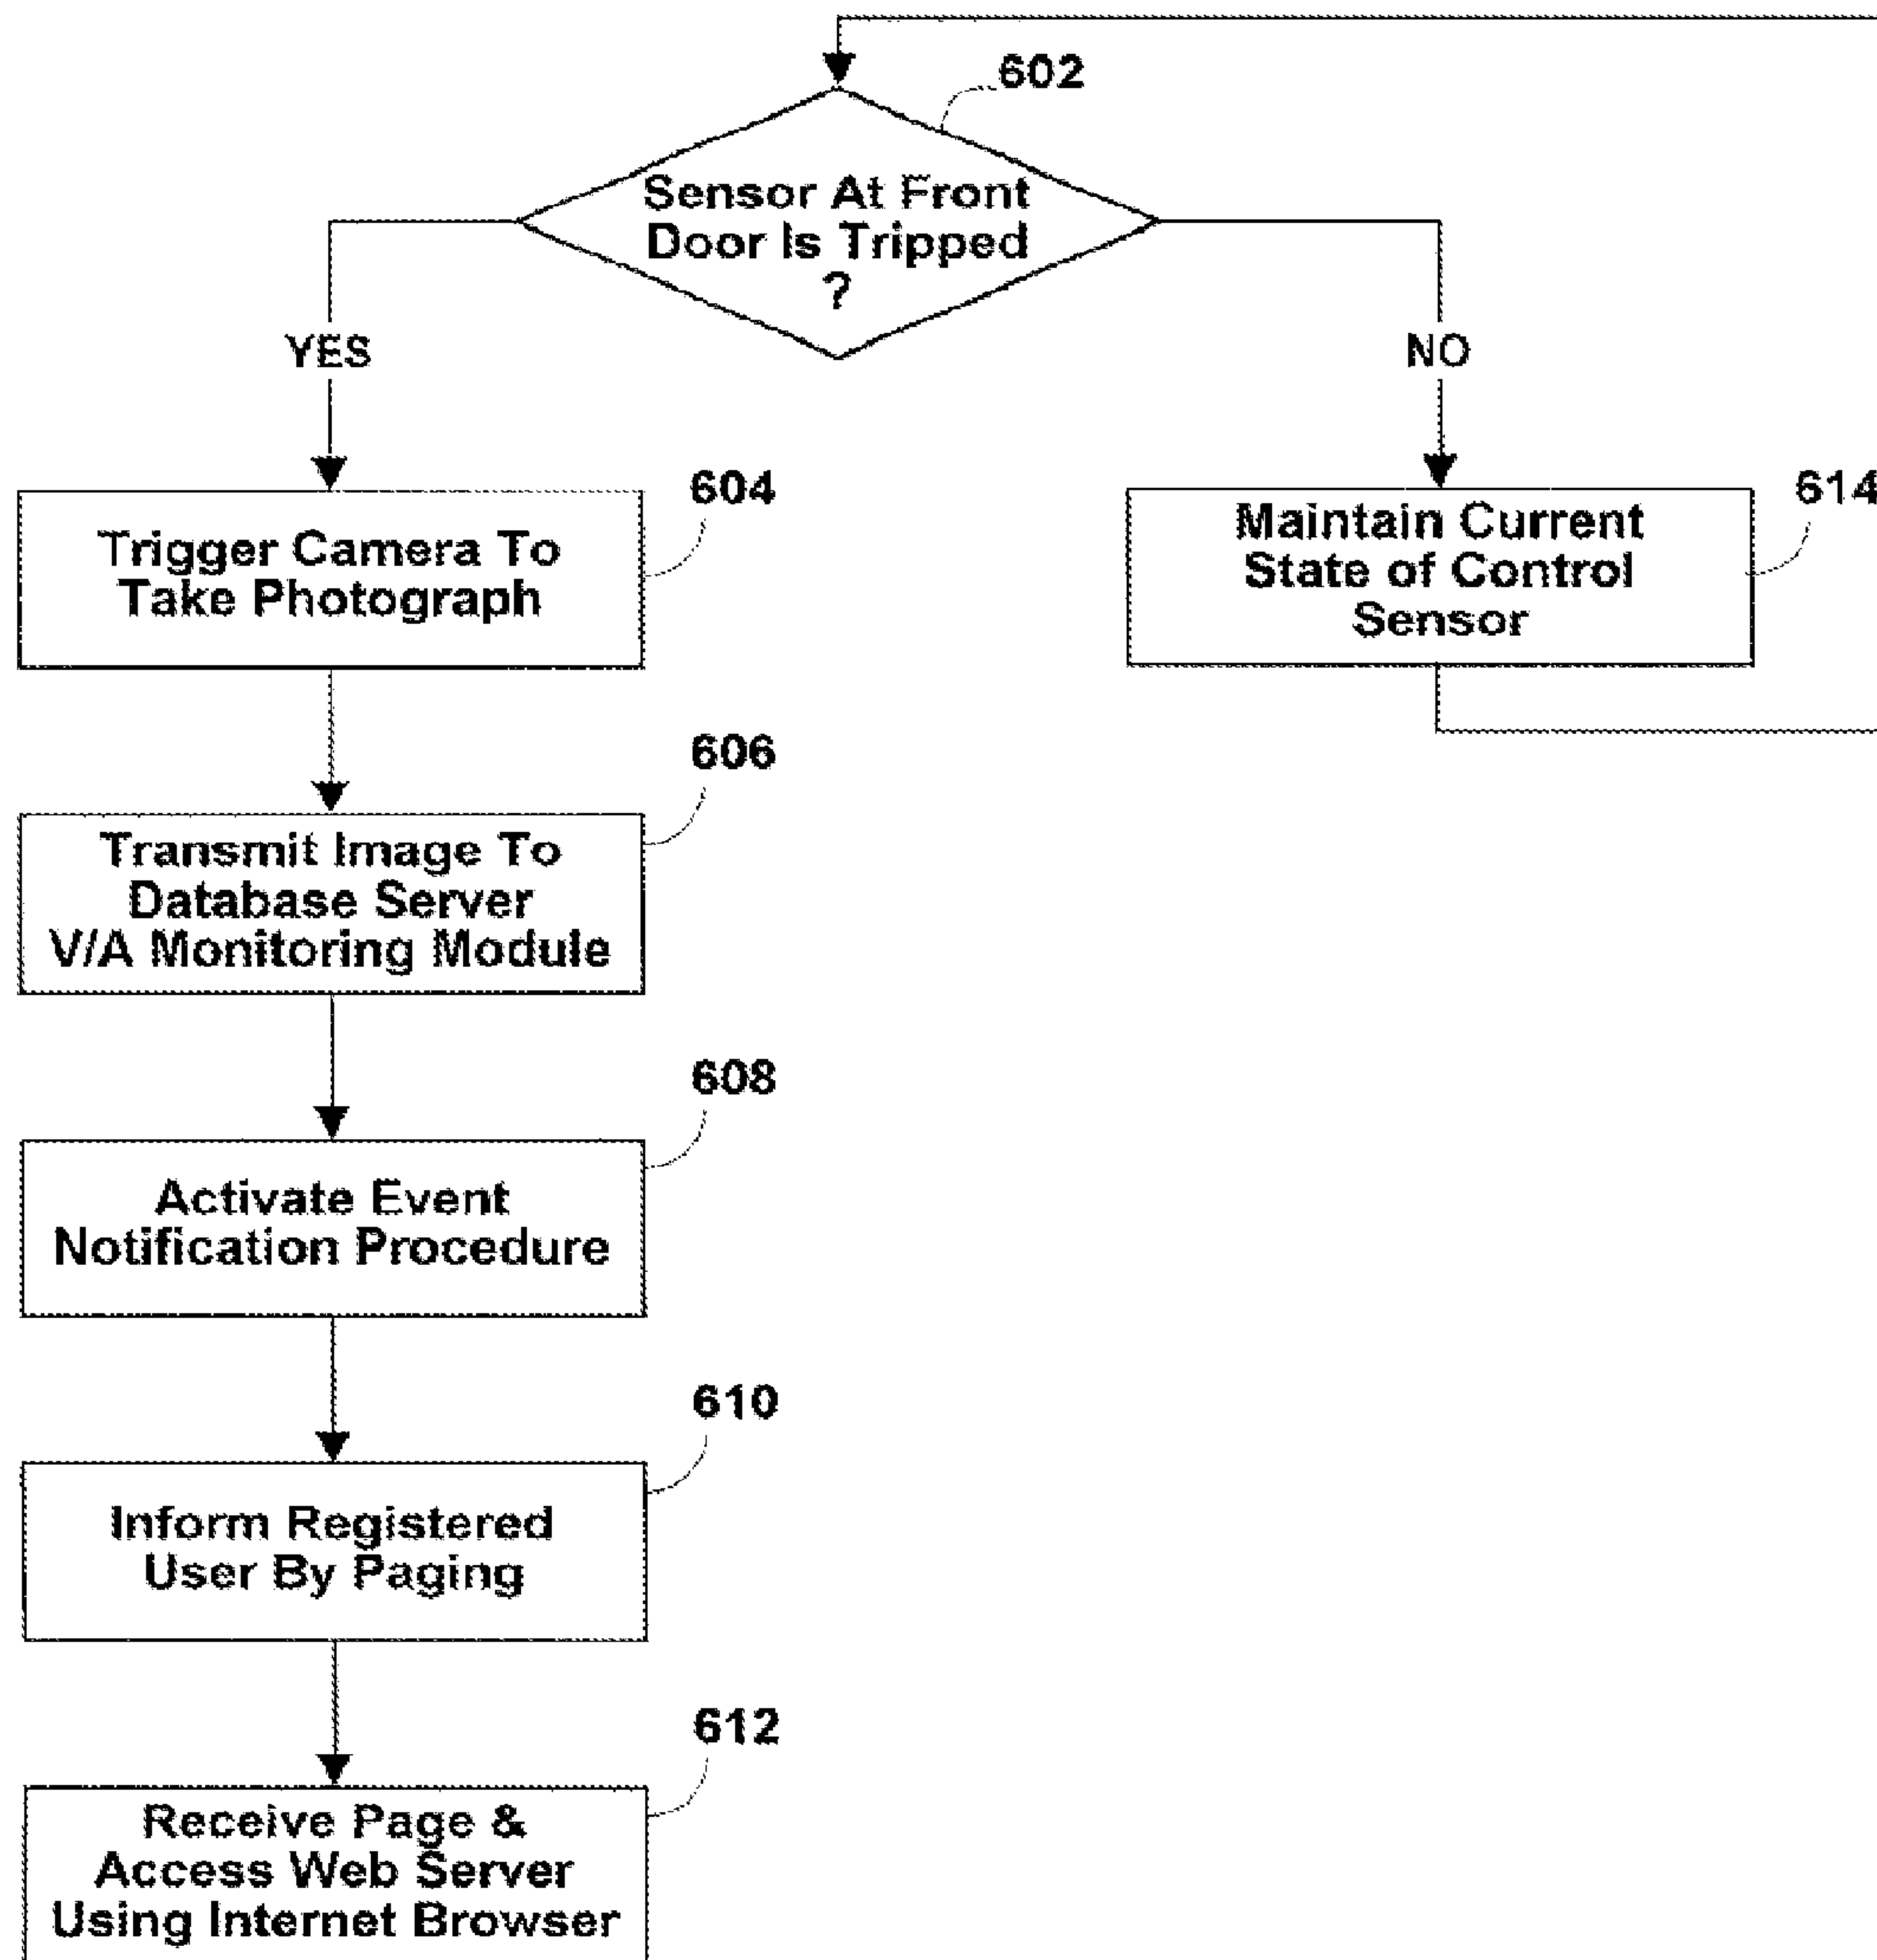 602
Sensor At Front
Door Is Tripped
?
YES
NO
604
Trigger Camera To
Take Photograph
614
Maintain Current
State of Control
Sensor
606
Transmit Image To
Database Server
V/A Monitoring Module
608
Activate Event
Notification Procedure
610
Inform Registered
User By Paging
612
Receive Page &
Access Web Server
Using Internet Browser